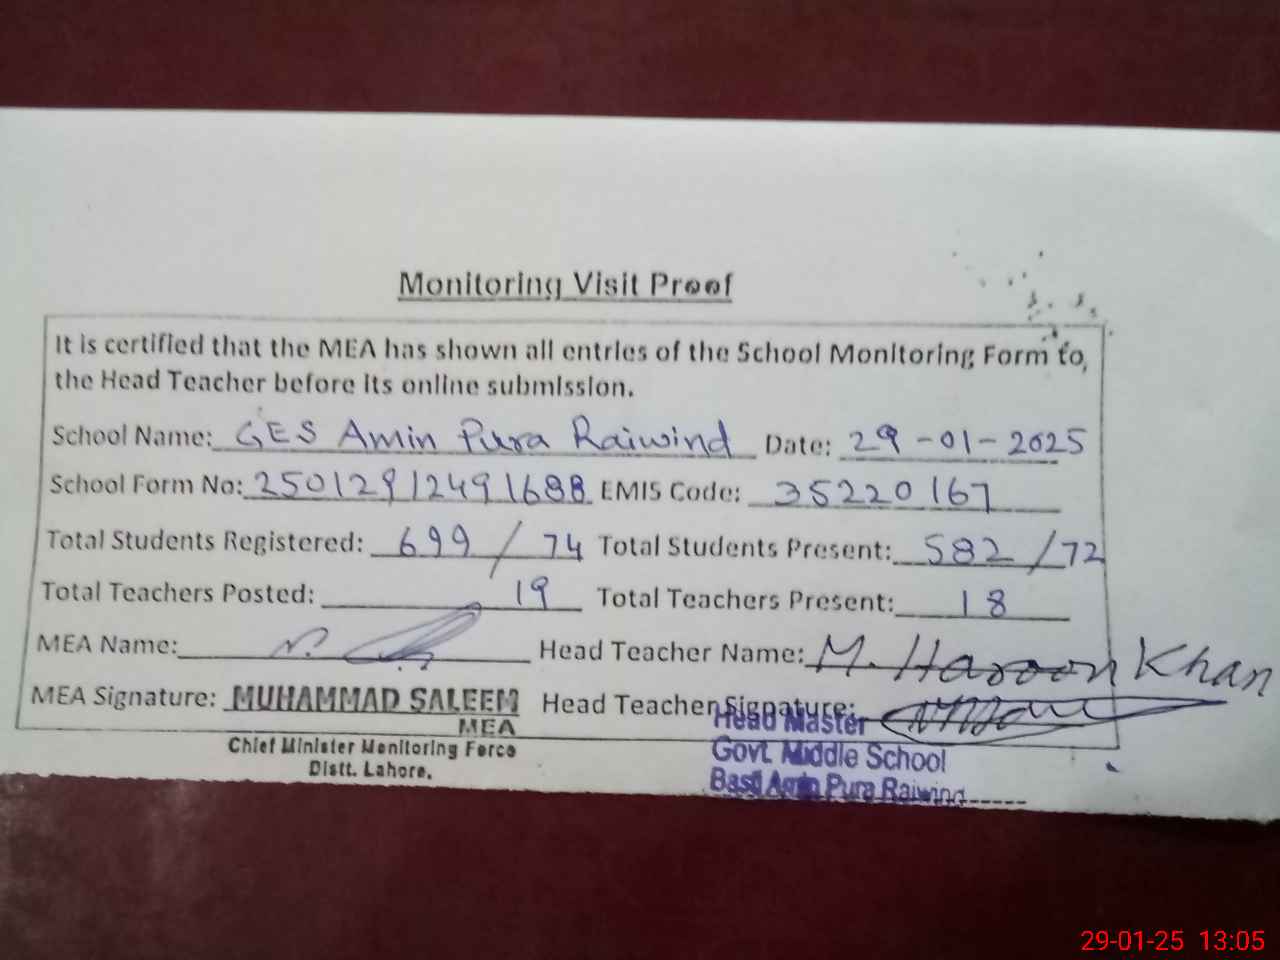 Monitoring Visit Proof
It is certified that the MEA has shown all entries of the School Monitoring Form to,
the Head Teacher before its online submission.
School Name: GES Amin Pura Raiwind Date: 29-01-2025
School Form No: 25012912491688 EMIS Code: 35220167
Total Students Registered: 699 / 74 Total Students Present: 582 / 72
Total Teachers Posted: 19 Total Teachers Present: 18
MEA Name: Head Teacher Name: M. Haroon Khan
MEA Signature: MUHAMMAD SALEEM Head Teacher Signature:
MEA Head Master
Chief Minister Monitoring Force Govt. Middle School
Distt. Lahore. Basti Amin Pura Raiwind
29-01-25 13:05